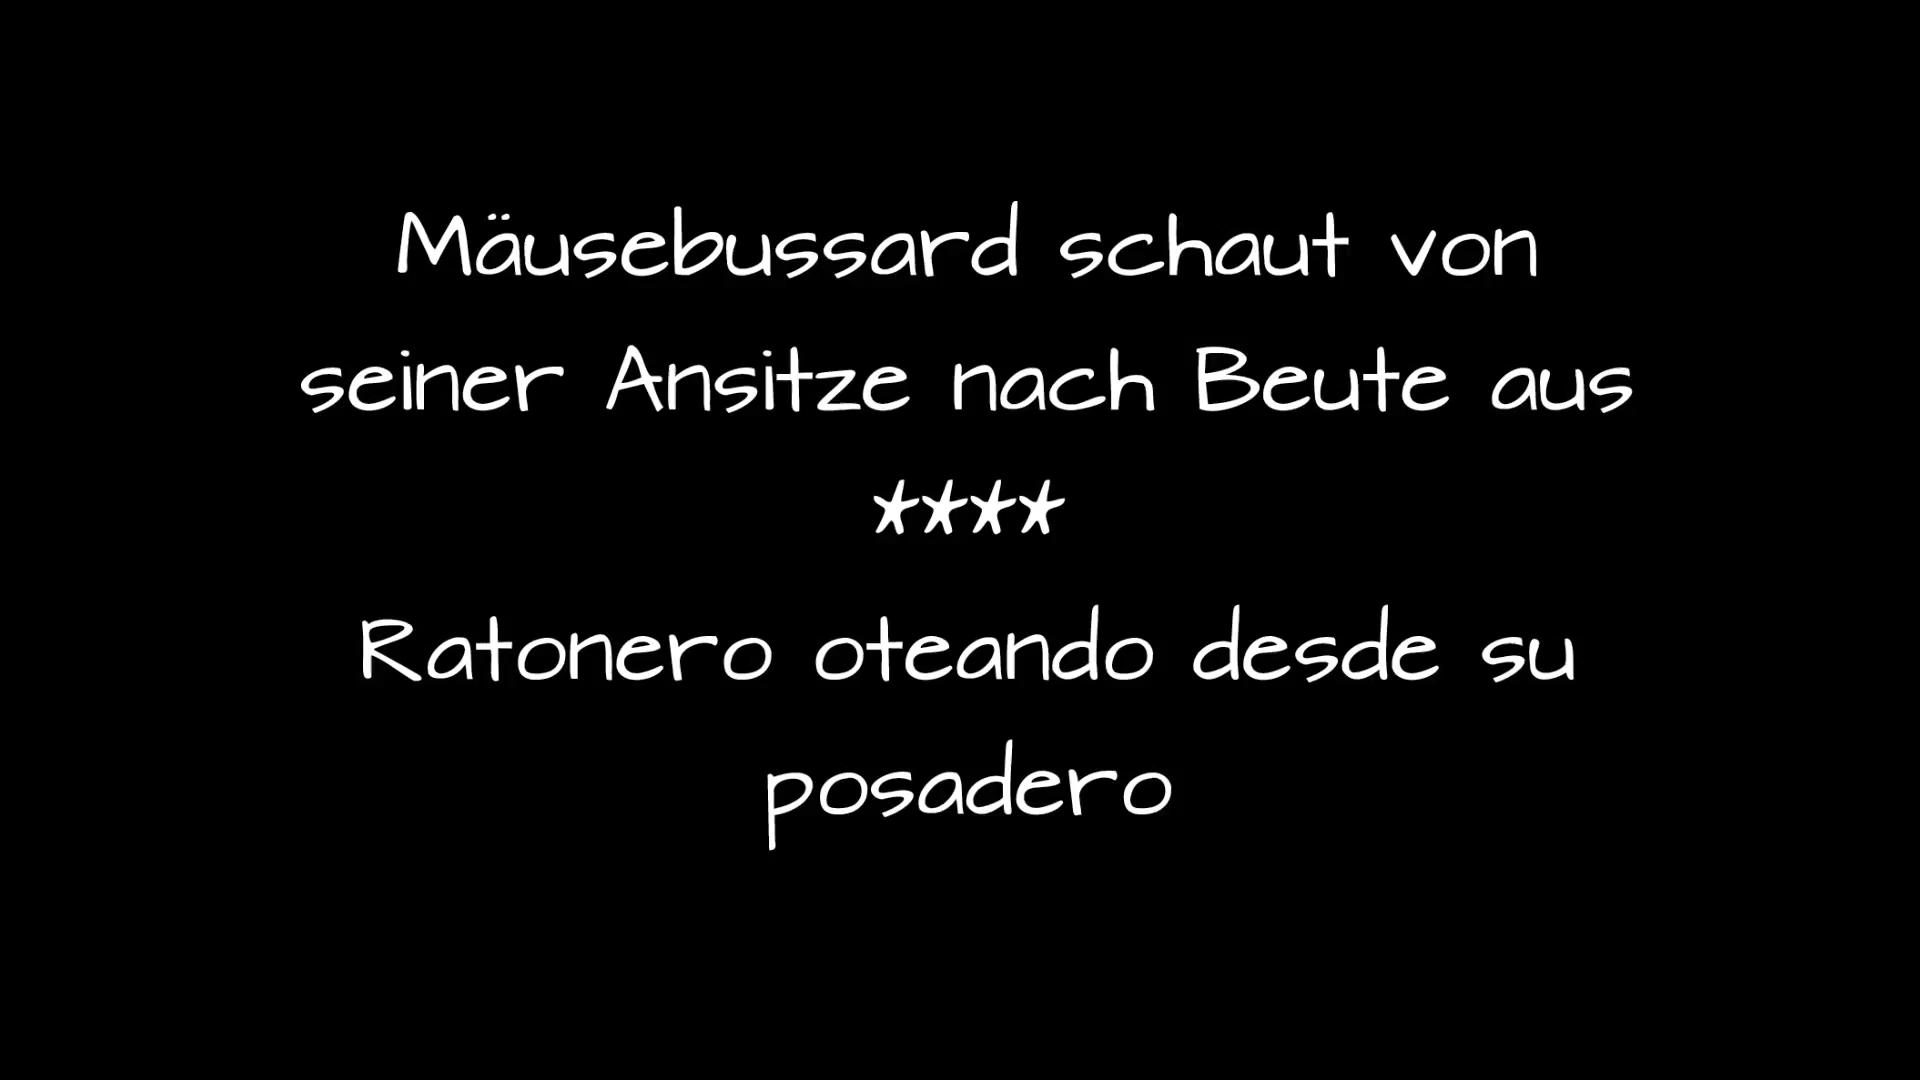 Mäusebussard schaut von
seiner Ansitze nach Beute aus
****
Ratonero oteando desde su
posadero